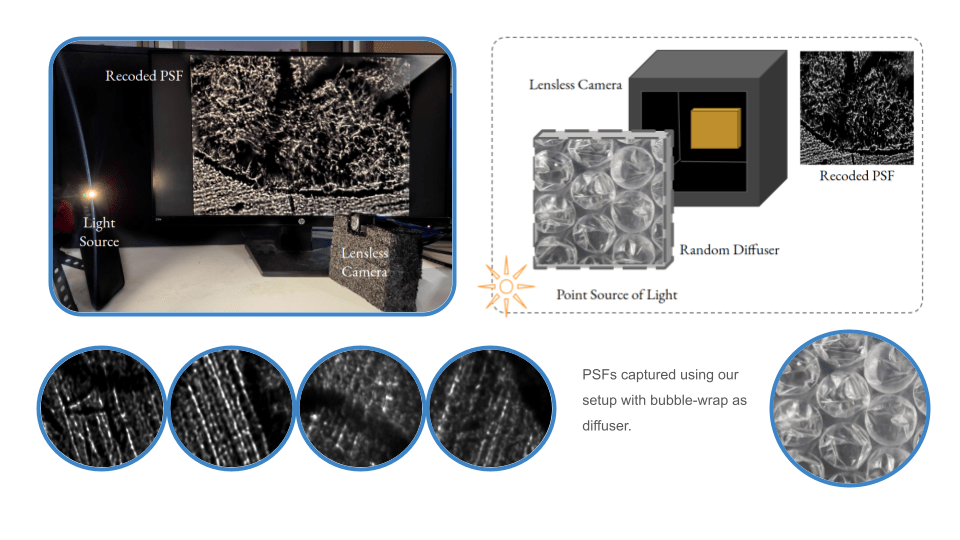 Recoded PSF
Light
Source
Lensless
Camera
Lensless Camera
Recoded PSF
Random Diffuser
Point Source of Light
PSFs captured using our
setup with bubble-wrap as
diffuser.